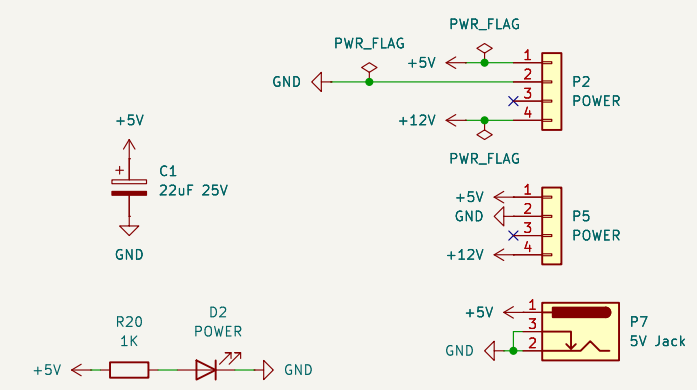 PWR_FLAG
PWR_FLAG
+5V
1
GND
2
P2
3
POWER
+12V
4
PWR_FLAG
+5V
+
C1
22uF 25V
GND
+5V
1
GND
2
P5
3
POWER
+12V
4
R20
1K
D2
POWER
+5V
GND
+5V
1
3
P7
GND
2
5V Jack